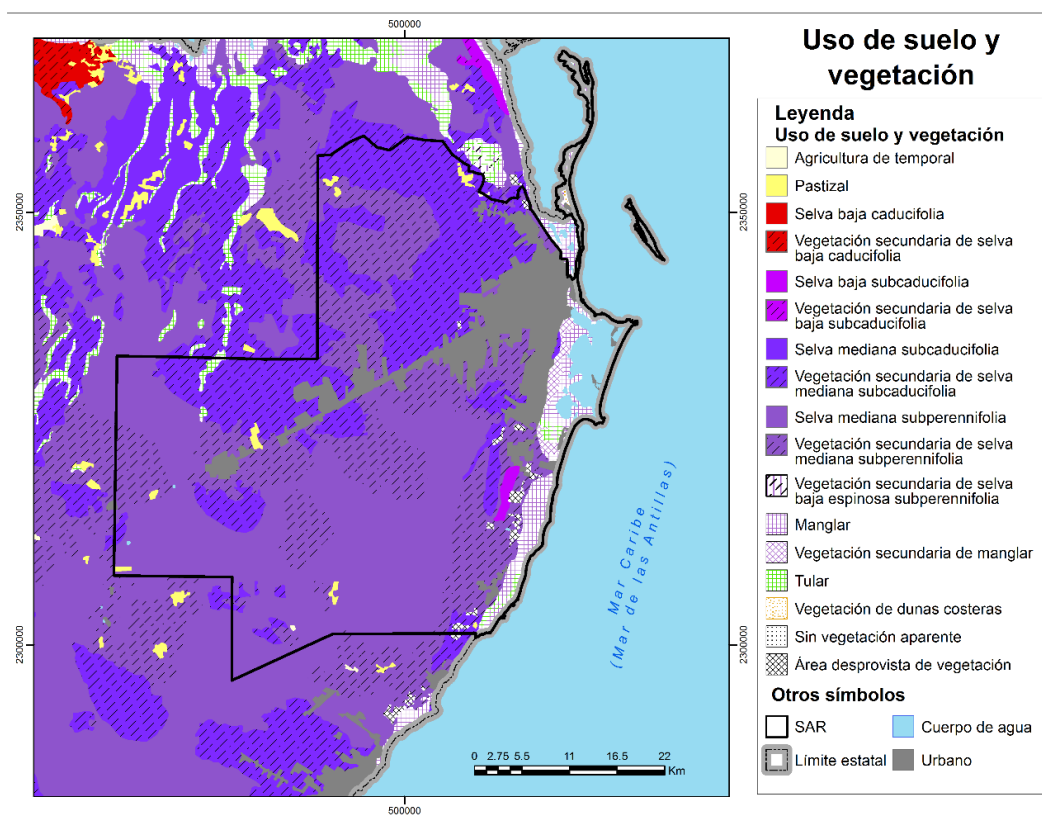 500000
Uso de suelo y
vegetación
Leyenda
Uso de suelo y vegetación
Agricultura de temporal
Pastizal
Selva baja caducifolia
Vegetación secundaria de selva
baja caducifolia
Selva baja subcaducifolia
Vegetación secundaria de selva
baja subcaducifolia
Selva mediana subcaducifolia
Vegetación secundaria de selva
mediana subcaducifolia
Selva mediana subperennifolia
Vegetación secundaria de selva
mediana subperennifolia
Vegetación secundaria de selva
baja espinosa subperennifolia
Manglar
Vegetación secundaria de manglar
Tular
Vegetación de dunas costeras
Sin vegetación aparente
Área desprovista de vegetación
Otros símbolos
SAR
Cuerpo de agua
Límite estatal
Urbano
2350000
2350000
2300000
2300000
Mar Caribe
(Mar de las Antillas)
0 2.75 5.5 11 16.5 22
Km
500000